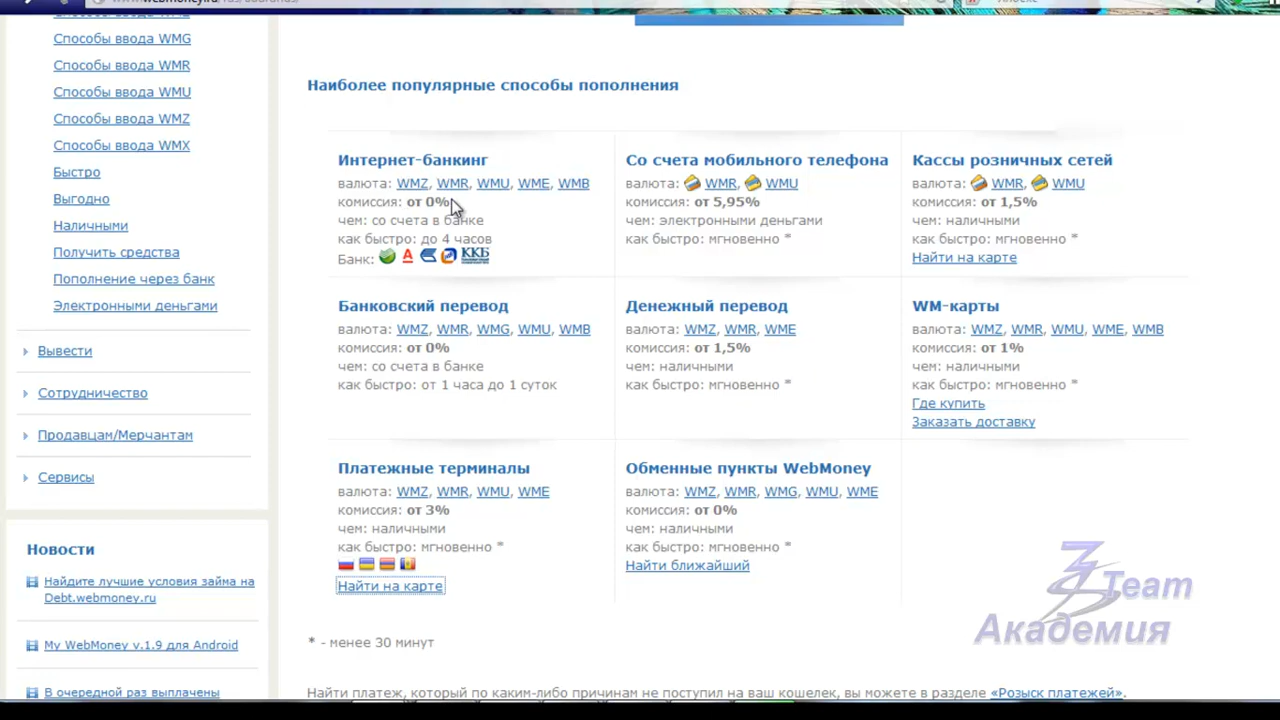 Способы ввода WMG
Способы ввода WMR
Способы ввода WMU
Способы ввода WMZ
Способы ввода WMX
Быстро
Выгодно
Наличными
Получить средства
Пополнение через банк
Электронными деньгами
Вывести
Сотрудничество
Продавцам/Мерчантам
Сервисы
Новости
Найдите лучшие условия займа на
Debt.webmoney.ru
My WebMoney v.1.9 для Android
В очередной раз выплачены
Наиболее популярные способы пополнения
Интернет-банкинг
валюта: WMZ, WMR, WMU, WME, WMB
комиссия: от 0%
чем: со счета в банке
как быстро: до 4 часов
Банк: ККБ
Со счета мобильного телефона
валюта: WMR, WMU
комиссия: от 5,95%
чем: электронными деньгами
как быстро: мгновенно *
Кассы розничных сетей
валюта: WMR, WMU
комиссия: от 1,5%
чем: наличными
как быстро: мгновенно *
Найти на карте
Банковский перевод
валюта: WMZ, WMR, WMG, WMU, WMB
комиссия: от 0%
чем: со счета в банке
как быстро: от 1 часа до 1 суток
Денежный перевод
валюта: WMZ, WMR, WME
комиссия: от 1,5%
чем: наличными
как быстро: мгновенно *
WM-карты
валюта: WMZ, WMR, WMU, WME, WMB
комиссия: от 1%
чем: наличными
как быстро: мгновенно *
Где купить
Заказать доставку
Платежные терминалы
валюта: WMZ, WMR, WMU, WME
комиссия: от 3%
чем: наличными
как быстро: мгновенно *
Найти на карте
Обменные пункты WebMoney
валюта: WMZ, WMR, WMG, WMU, WME
комиссия: от 0%
чем: наличными
как быстро: мгновенно *
Найти ближайший
* - менее 30 минут
Найти платеж, который по каким-либо причинам не поступил на ваш кошелек, вы можете в разделе «Розыск платежей».
3 Team
Академия